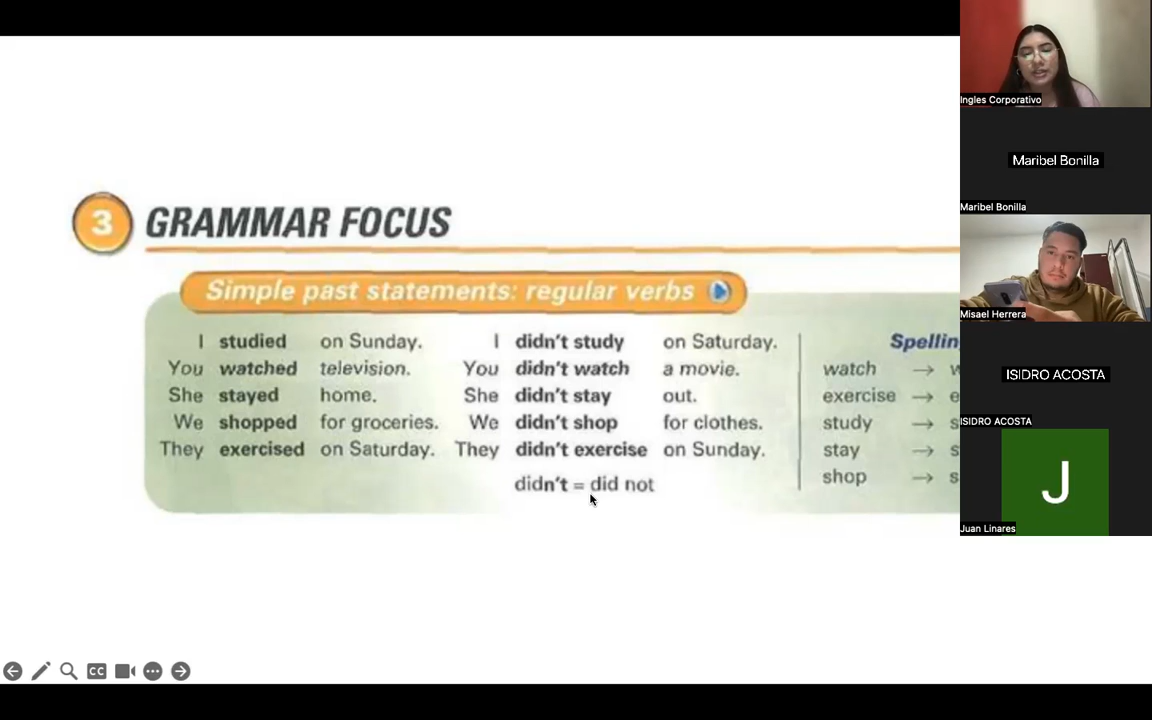 3 GRAMMAR FOCUS
Simple past statements: regular verbs
I studied on Sunday.
You watched television.
She stayed home.
We shopped for groceries.
They exercised on Saturday.
I didn't study on Saturday.
You didn't watch a movie.
She didn't stay out.
We didn't shop for clothes.
They didn't exercise on Sunday.
didn't = did not
watch →
exercise → e
study → s
stay → s
shop → s
Ingles Corporativo
Maribel Bonilla
Maribel Bonilla
Misael Herrera
ISIDRO ACOSTA
ISIDRO ACOSTA
J
Juan Linares
CC